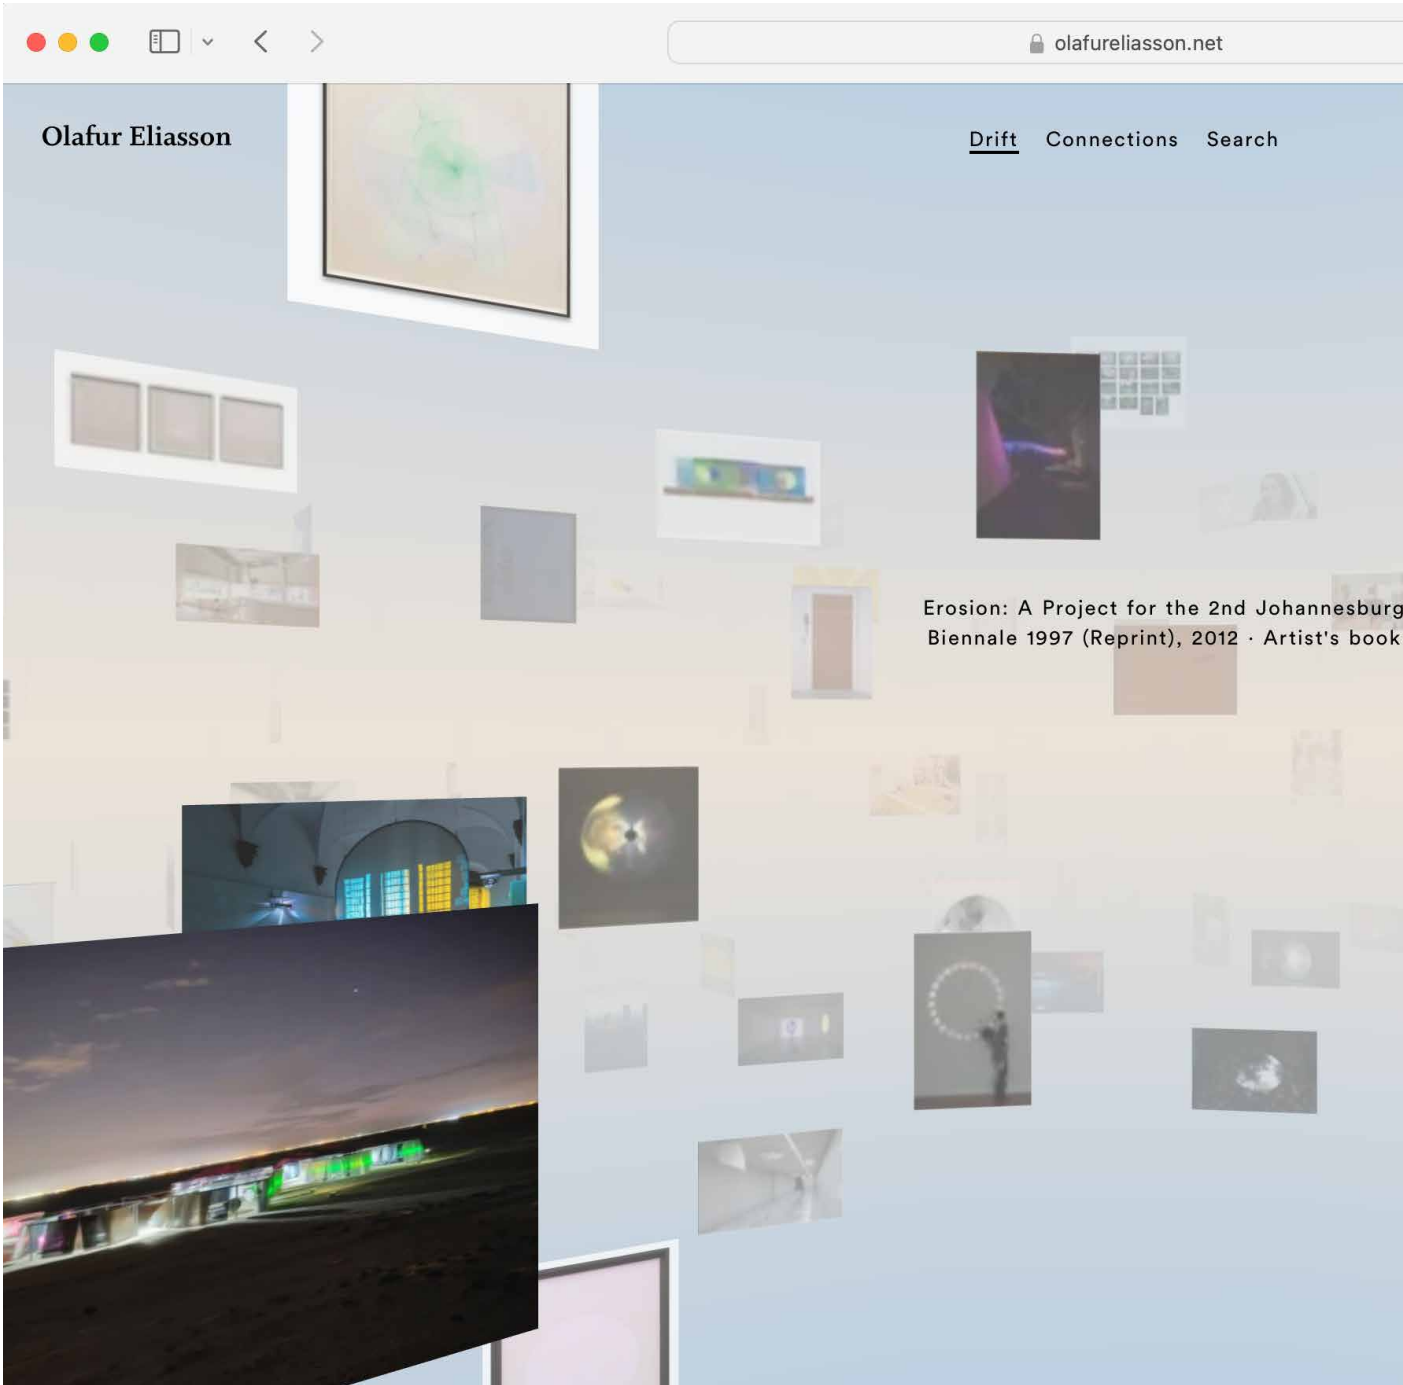 olafureliasson.net
Olafur Eliasson
Drift Connections Search
Erosion: A Project for the 2nd Johannesburg
Biennale 1997 (Reprint), 2012 · Artist's book